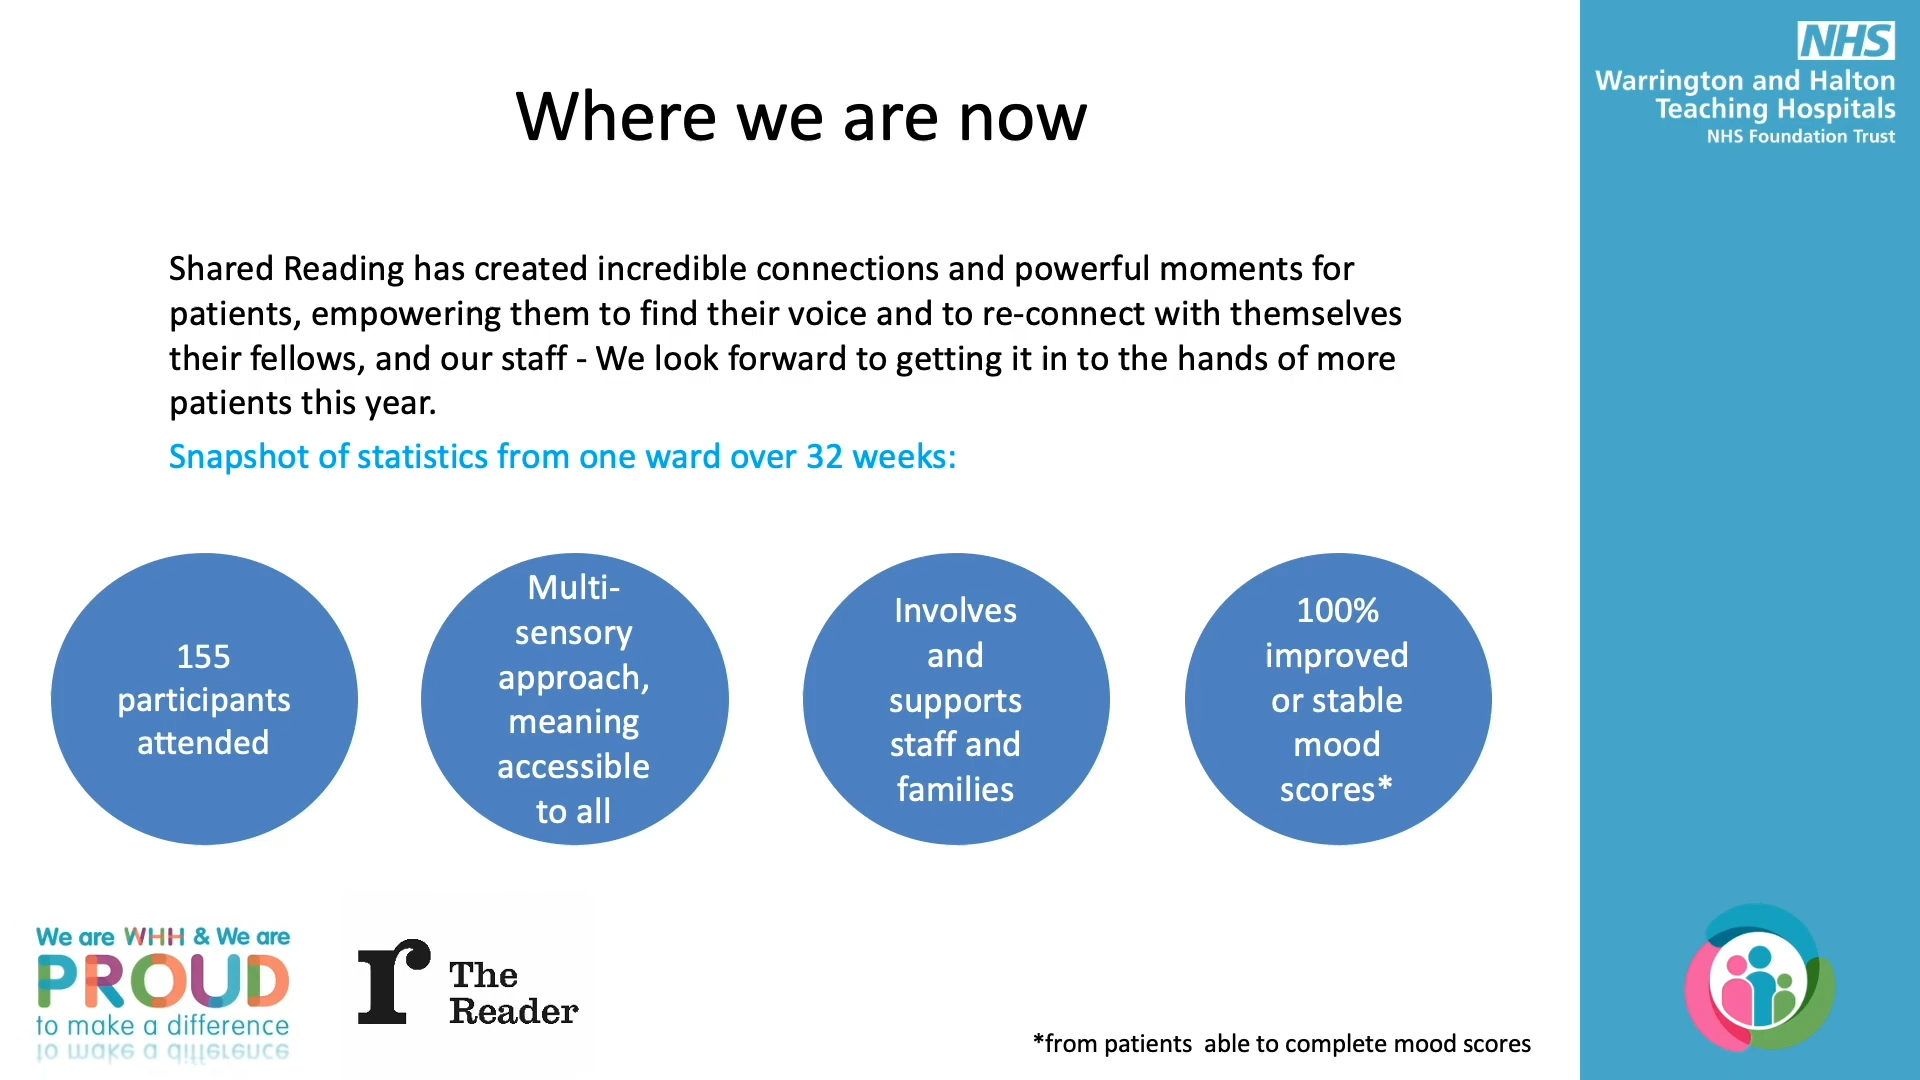 Where we are now
NHS
Warrington and Halton
Teaching Hospitals
NHS Foundation Trust
Shared Reading has created incredible connections and powerful moments for
patients, empowering them to find their voice and to re-connect with themselves
their fellows, and our staff - We look forward to getting it in to the hands of more
patients this year.
Snapshot of statistics from one ward over 32 weeks:
155
participants
attended
Multi-
sensory
approach,
meaning
accessible
to all
Involves
and
supports
staff and
families
100%
improved
or stable
mood
scores*
We are WHH & We are
PROUD
to make a difference
r
The
Reader
*from patients  able to complete mood scores